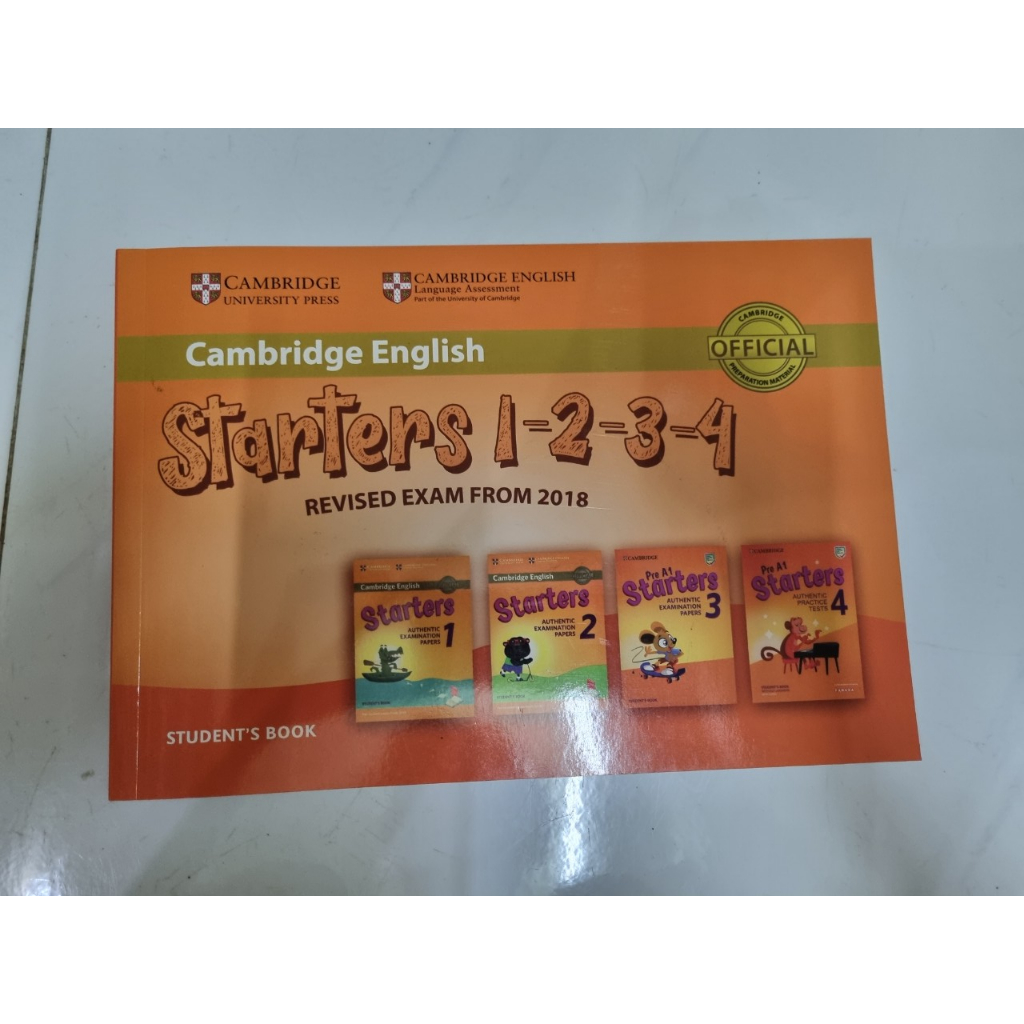 CAMBRIDGE
UNIVERSITY PRESS
CAMBRIDGE ENGLISH
Language Assessment
Part of the University of Cambridge
Cambridge English
CAMBRIDGE
OFFICIAL
PREPARATION MATERIAL
Starters 1-2-3-4
REVISED EXAM FROM 2018
Cambridge English
Starters
AUTHENTIC
EXAMINATION
PAPERS
1
Cambridge English
Starters
AUTHENTIC
EXAMINATION
PAPERS
2
CAMBRIDGE
Pre A1
Starters
AUTHENTIC
EXAMINATION
PAPERS
3
CAMBRIDGE
Pre A1
Starters
AUTHENTIC
PRACTICE
TESTS
4
STUDENT'S BOOK